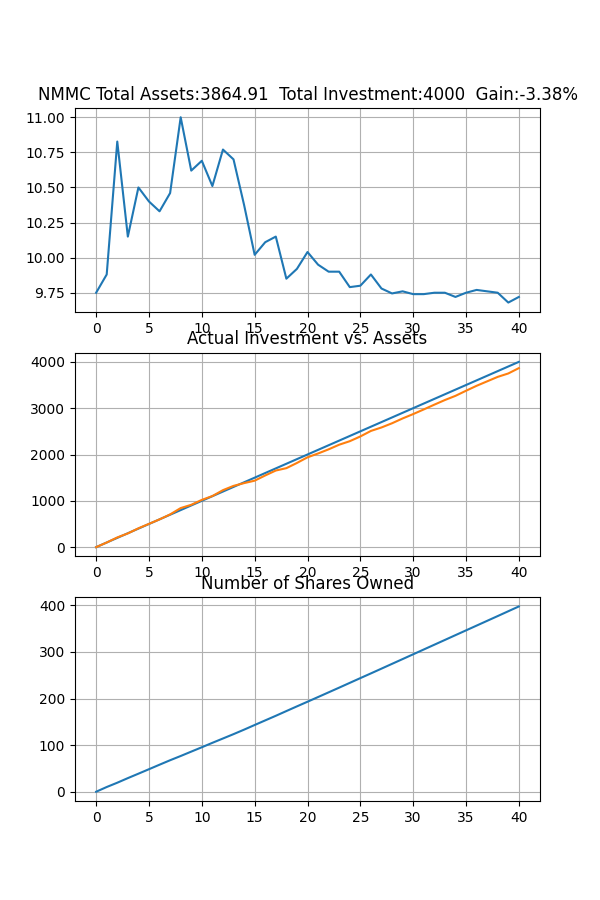 NMMC Total Assets:3864.91  Total Investment:4000  Gain:-3.38%
11.00
10.75
10.50
10.25
10.00
9.75
0 5 10 15 20 25 30 35 40
Actual Investment vs. Assets
4000
3000
2000
1000
0
0 5 10 15 20 25 30 35 40
Number of Shares Owned
400
300
200
100
0
0 5 10 15 20 25 30 35 40